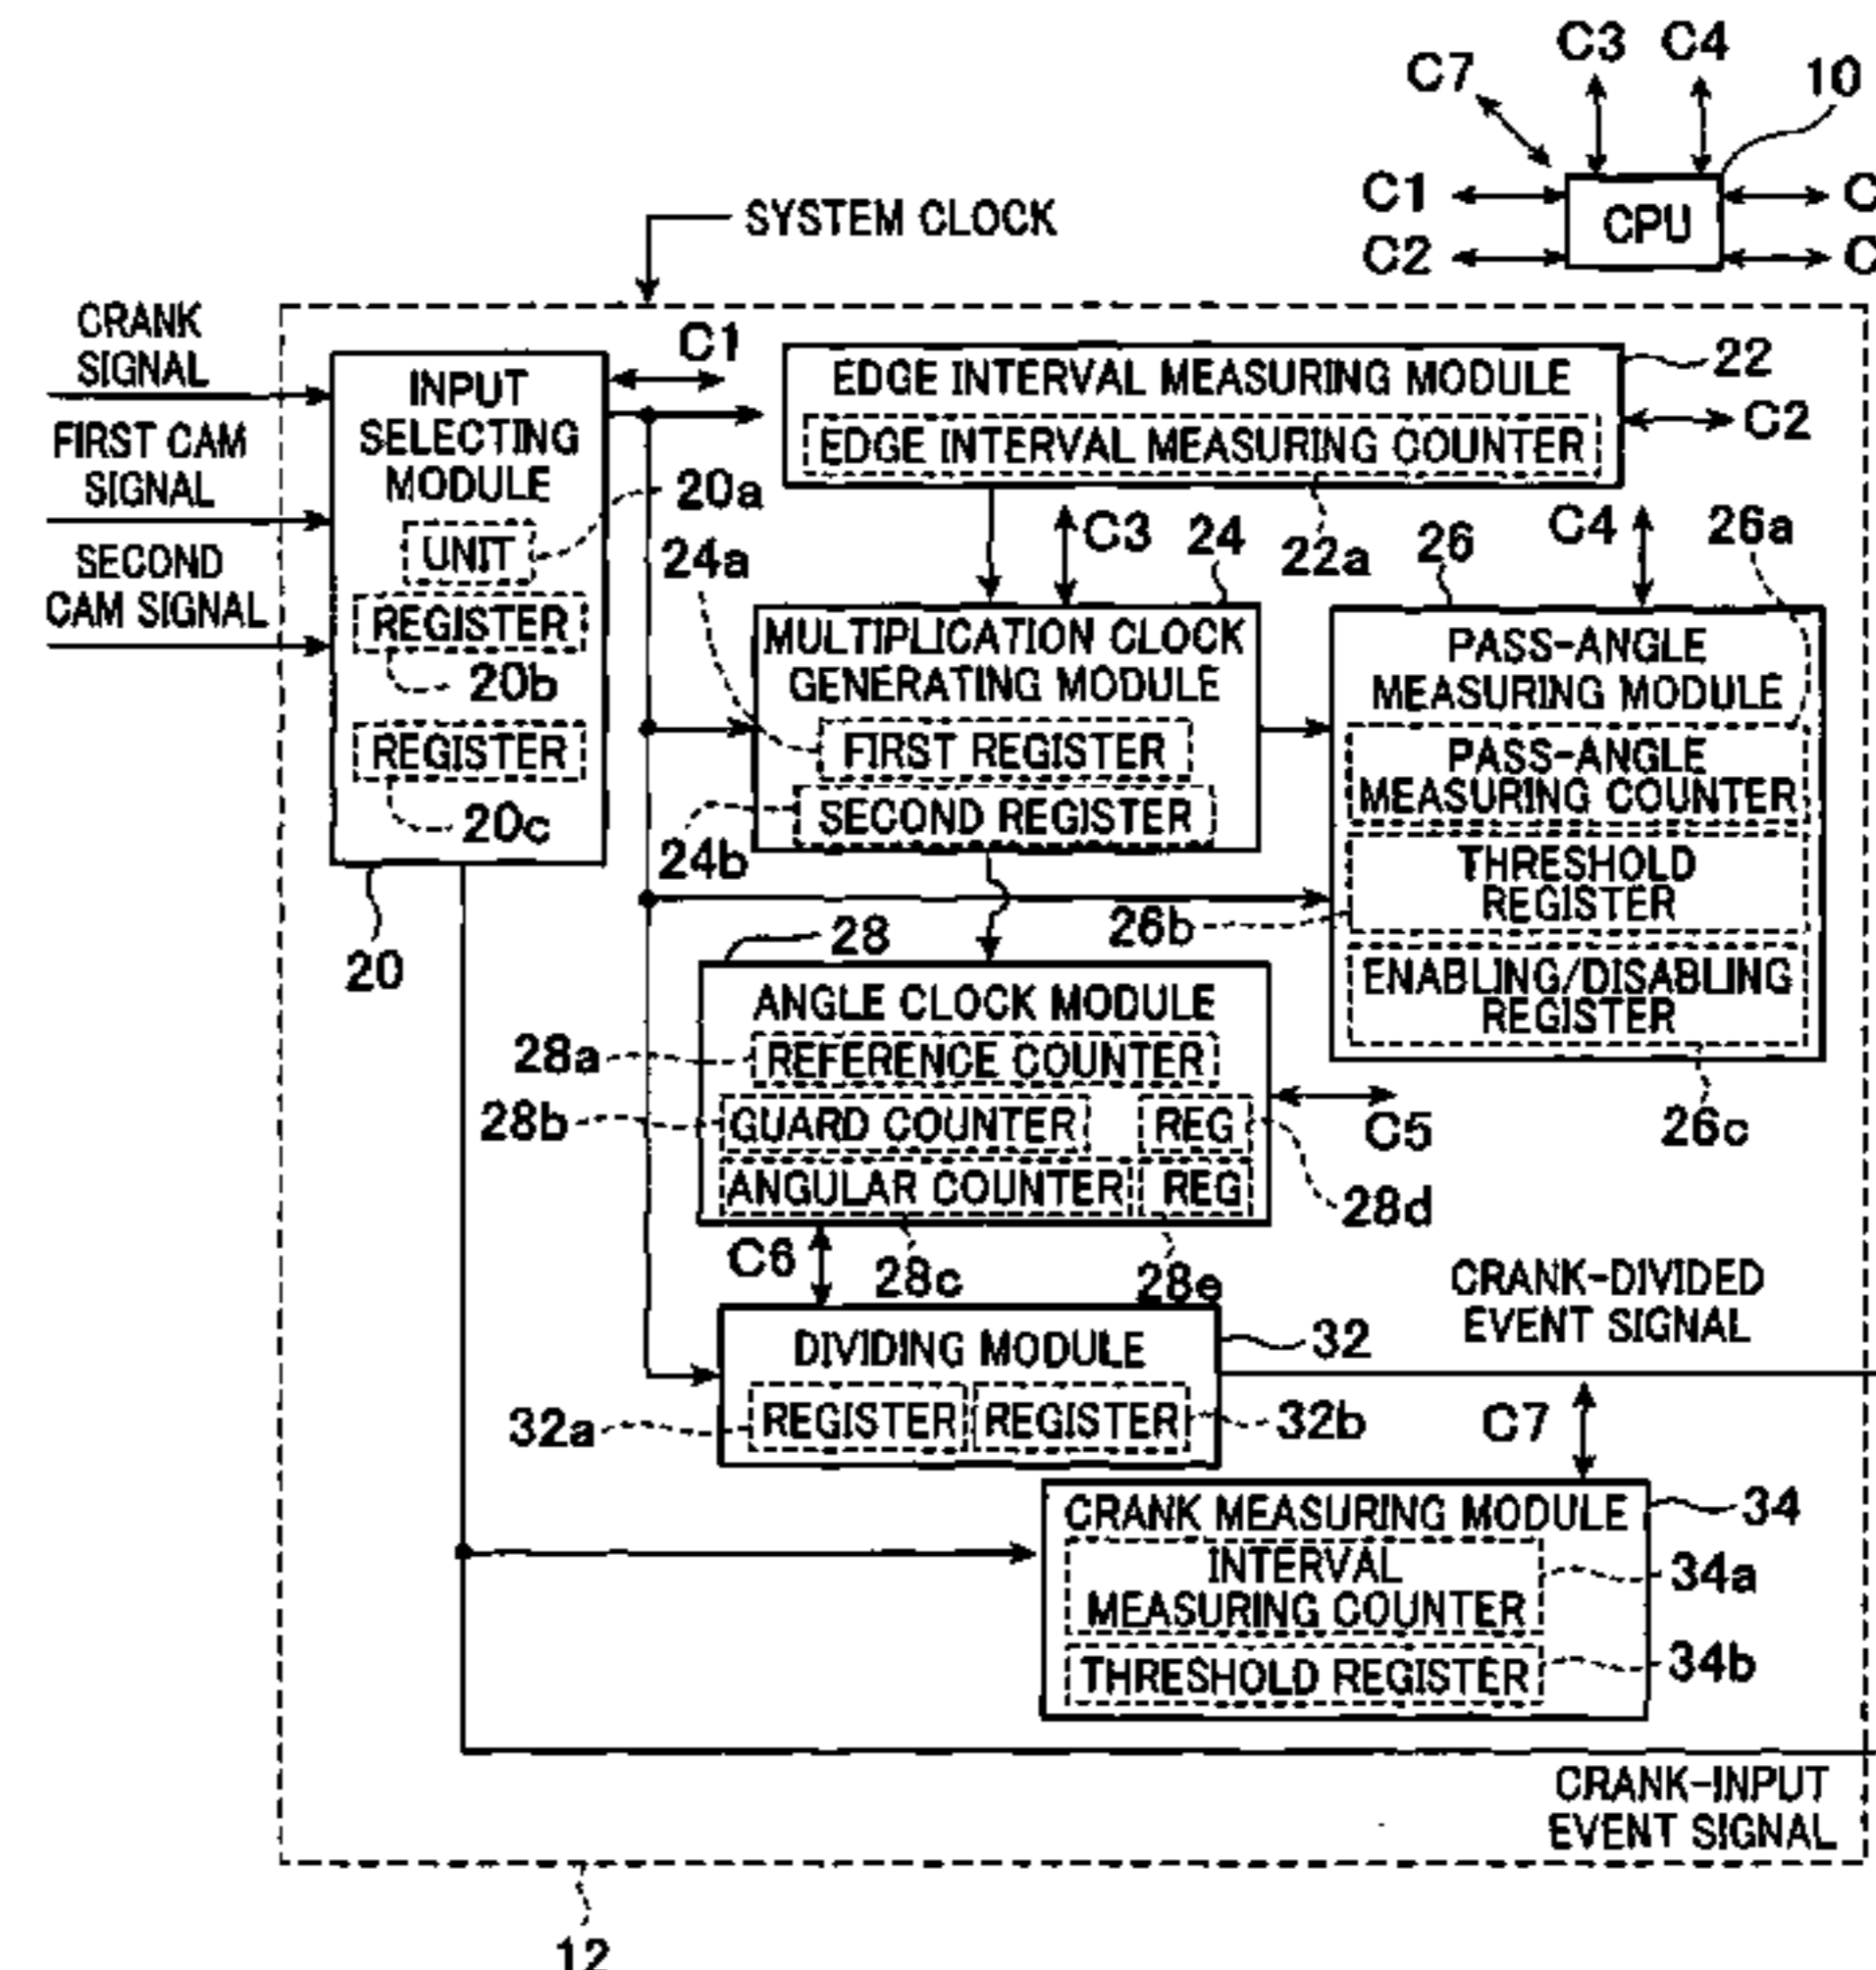 C3 C4
C7 10
C1 CPU C
C2 C
SYSTEM CLOCK
CRANK
SIGNAL
FIRST CAM
SIGNAL
SECOND
CAM SIGNAL
INPUT
SELECTING
MODULE
UNIT
20a
REGISTER
20b
REGISTER
20c
20
C1
EDGE INTERVAL MEASURING MODULE
22
EDGE INTERVAL MEASURING COUNTER
C2
22a
C3
24
24a
MULTIPLICATION CLOCK
GENERATING MODULE
FIRST REGISTER
SECOND REGISTER
24b
C4
26
26a
PASS-ANGLE
MEASURING MODULE
PASS-ANGLE
MEASURING COUNTER
THRESHOLD
REGISTER
26b
ENABLING/DISABLING
REGISTER
26c
28
ANGLE CLOCK MODULE
28a
REFERENCE COUNTER
28b
GUARD COUNTER
REG
C5
ANGULAR COUNTER
REG
28d
C6
28c
28e
CRANK-DIVIDED
EVENT SIGNAL
DIVIDING MODULE
32
32a
REGISTER
REGISTER
32b
C7
CRANK MEASURING MODULE
34
INTERVAL
MEASURING COUNTER
34a
THRESHOLD REGISTER
34b
CRANK-INPUT
EVENT SIGNAL
12